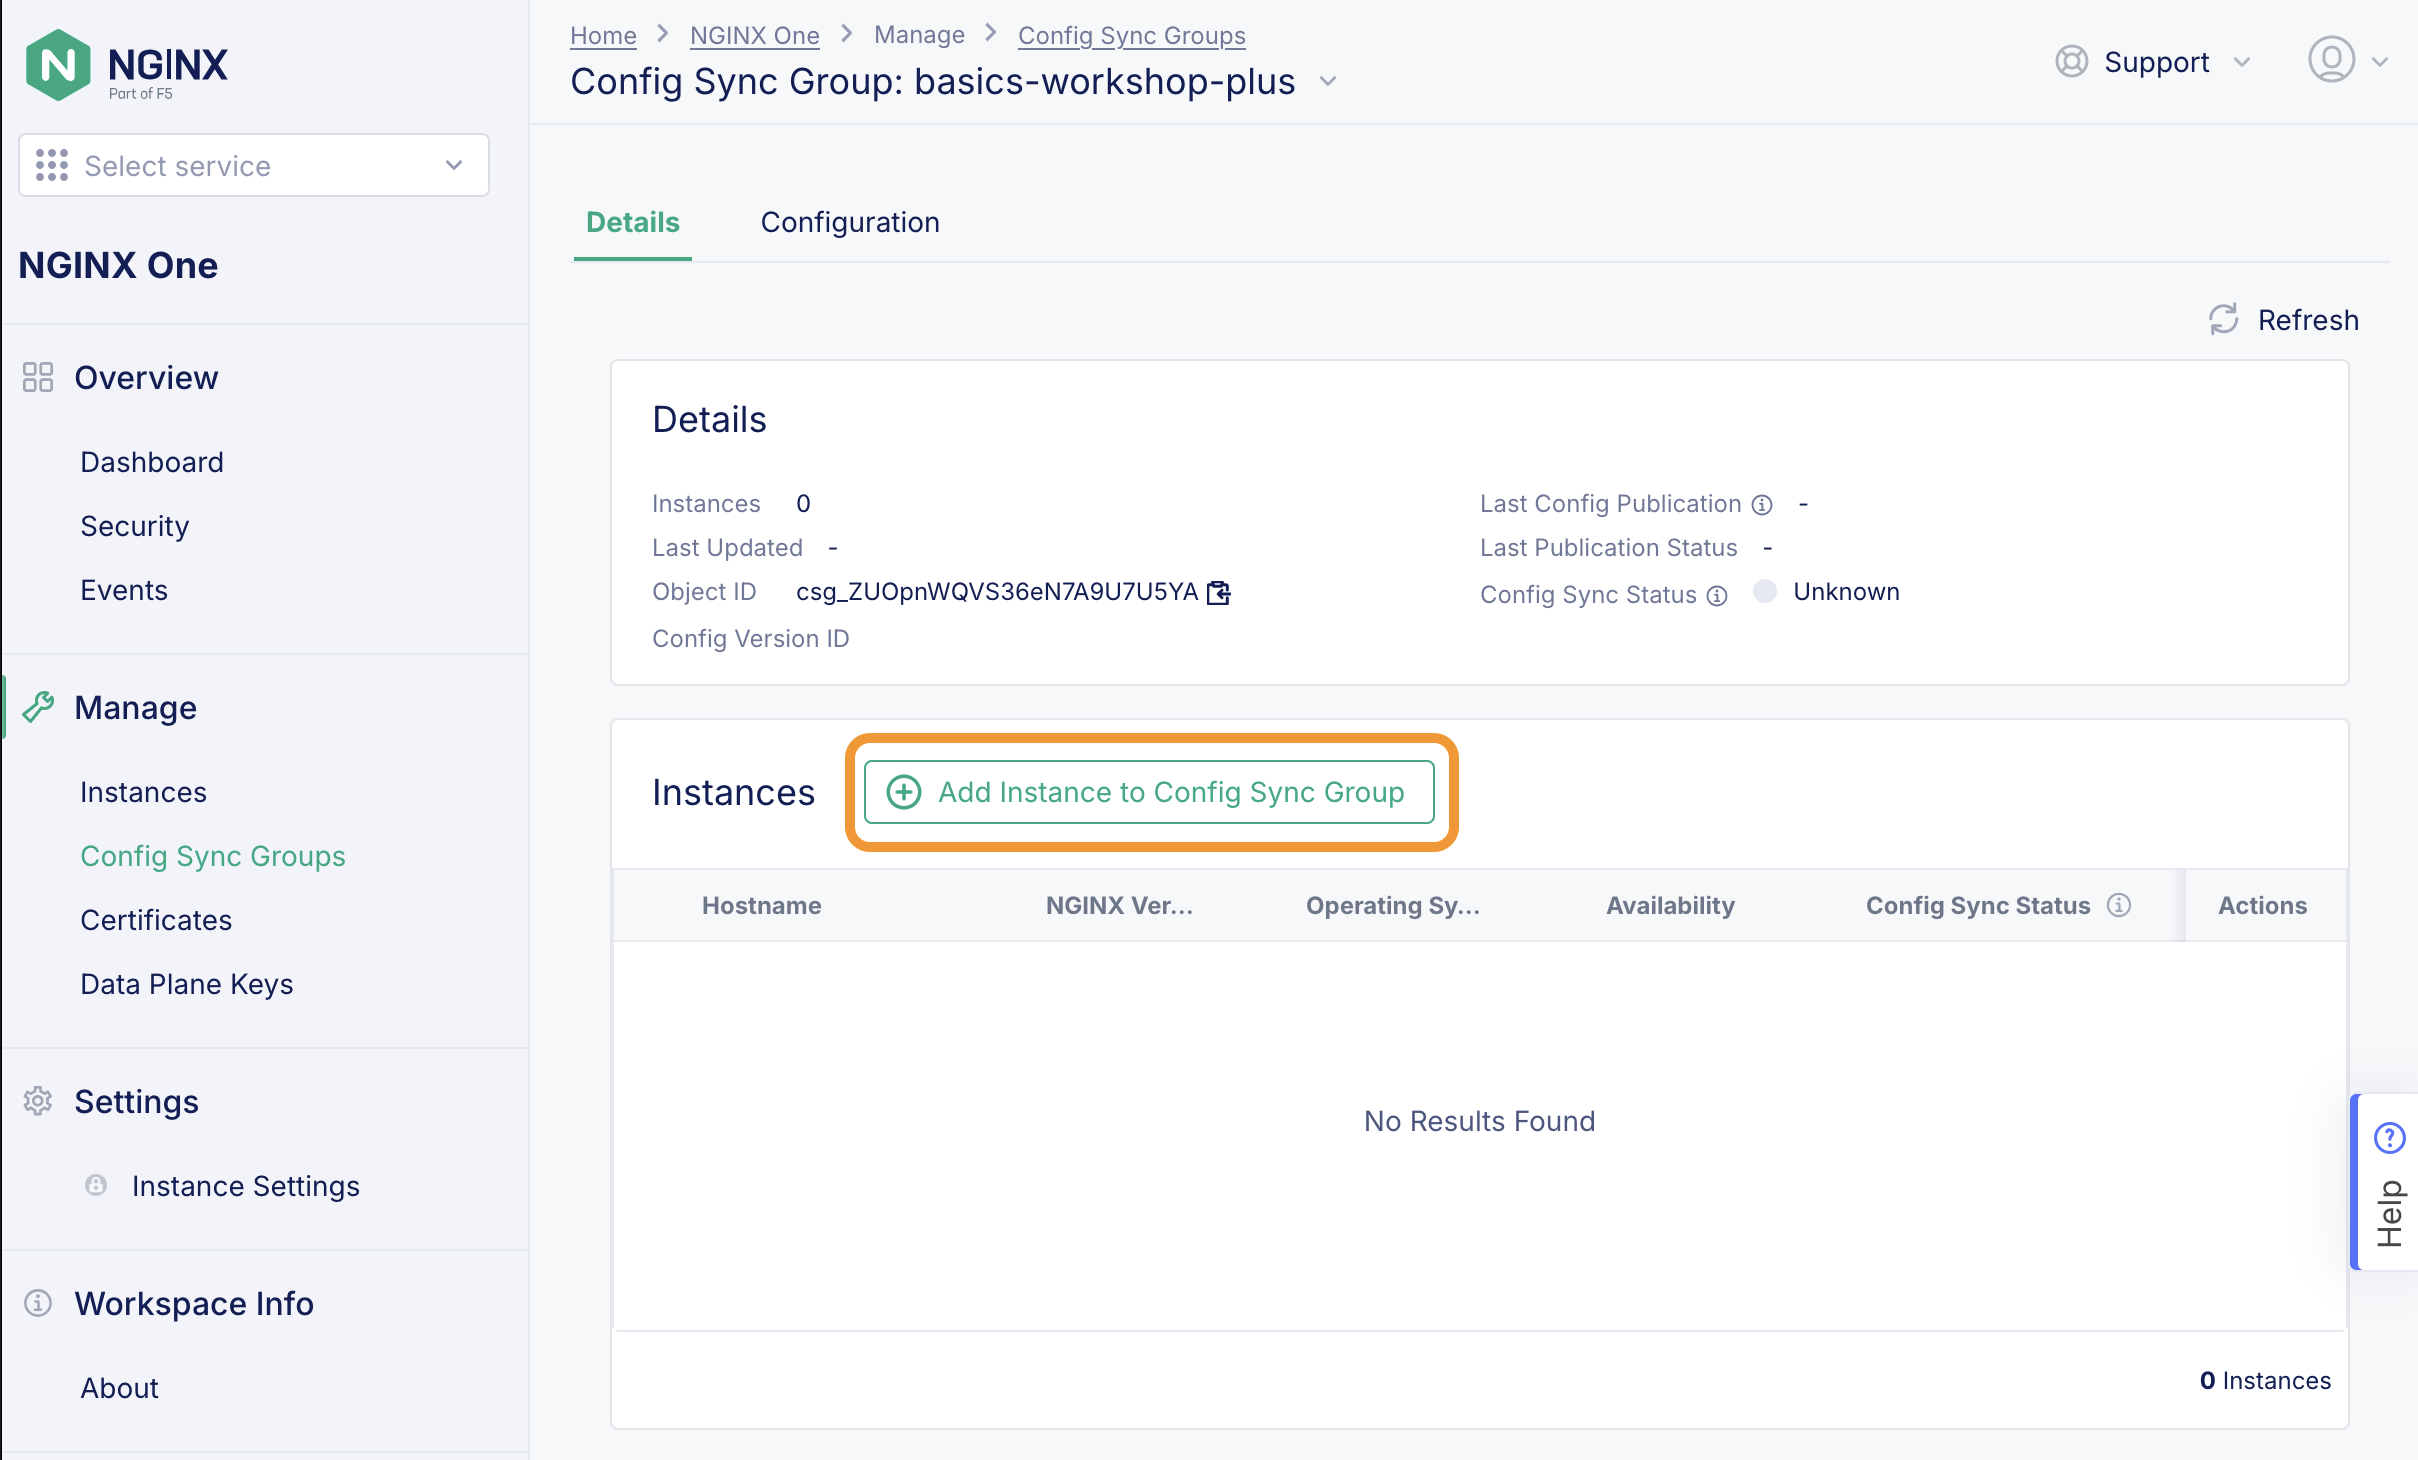 NGINX
Part of F5
Select service
NGINX One
Overview
Dashboard
Security
Events
Manage
Instances
Config Sync Groups
Certificates
Data Plane Keys
Settings
Instance Settings
Workspace Info
About
Home > NGINX One > Manage > Config Sync Groups
Config Sync Group: basics-workshop-plus
Support
Details Configuration
Refresh
Details
Instances 0
Last Updated -
Object ID csg_ZUOpnWQVS36eN7A9U7U5YA
Config Version ID
Last Config Publication -
Last Publication Status -
Config Sync Status Unknown
Instances Add Instance to Config Sync Group
Hostname NGINX Ver... Operating Sy... Availability Config Sync Status Actions
No Results Found
0 Instances
Help